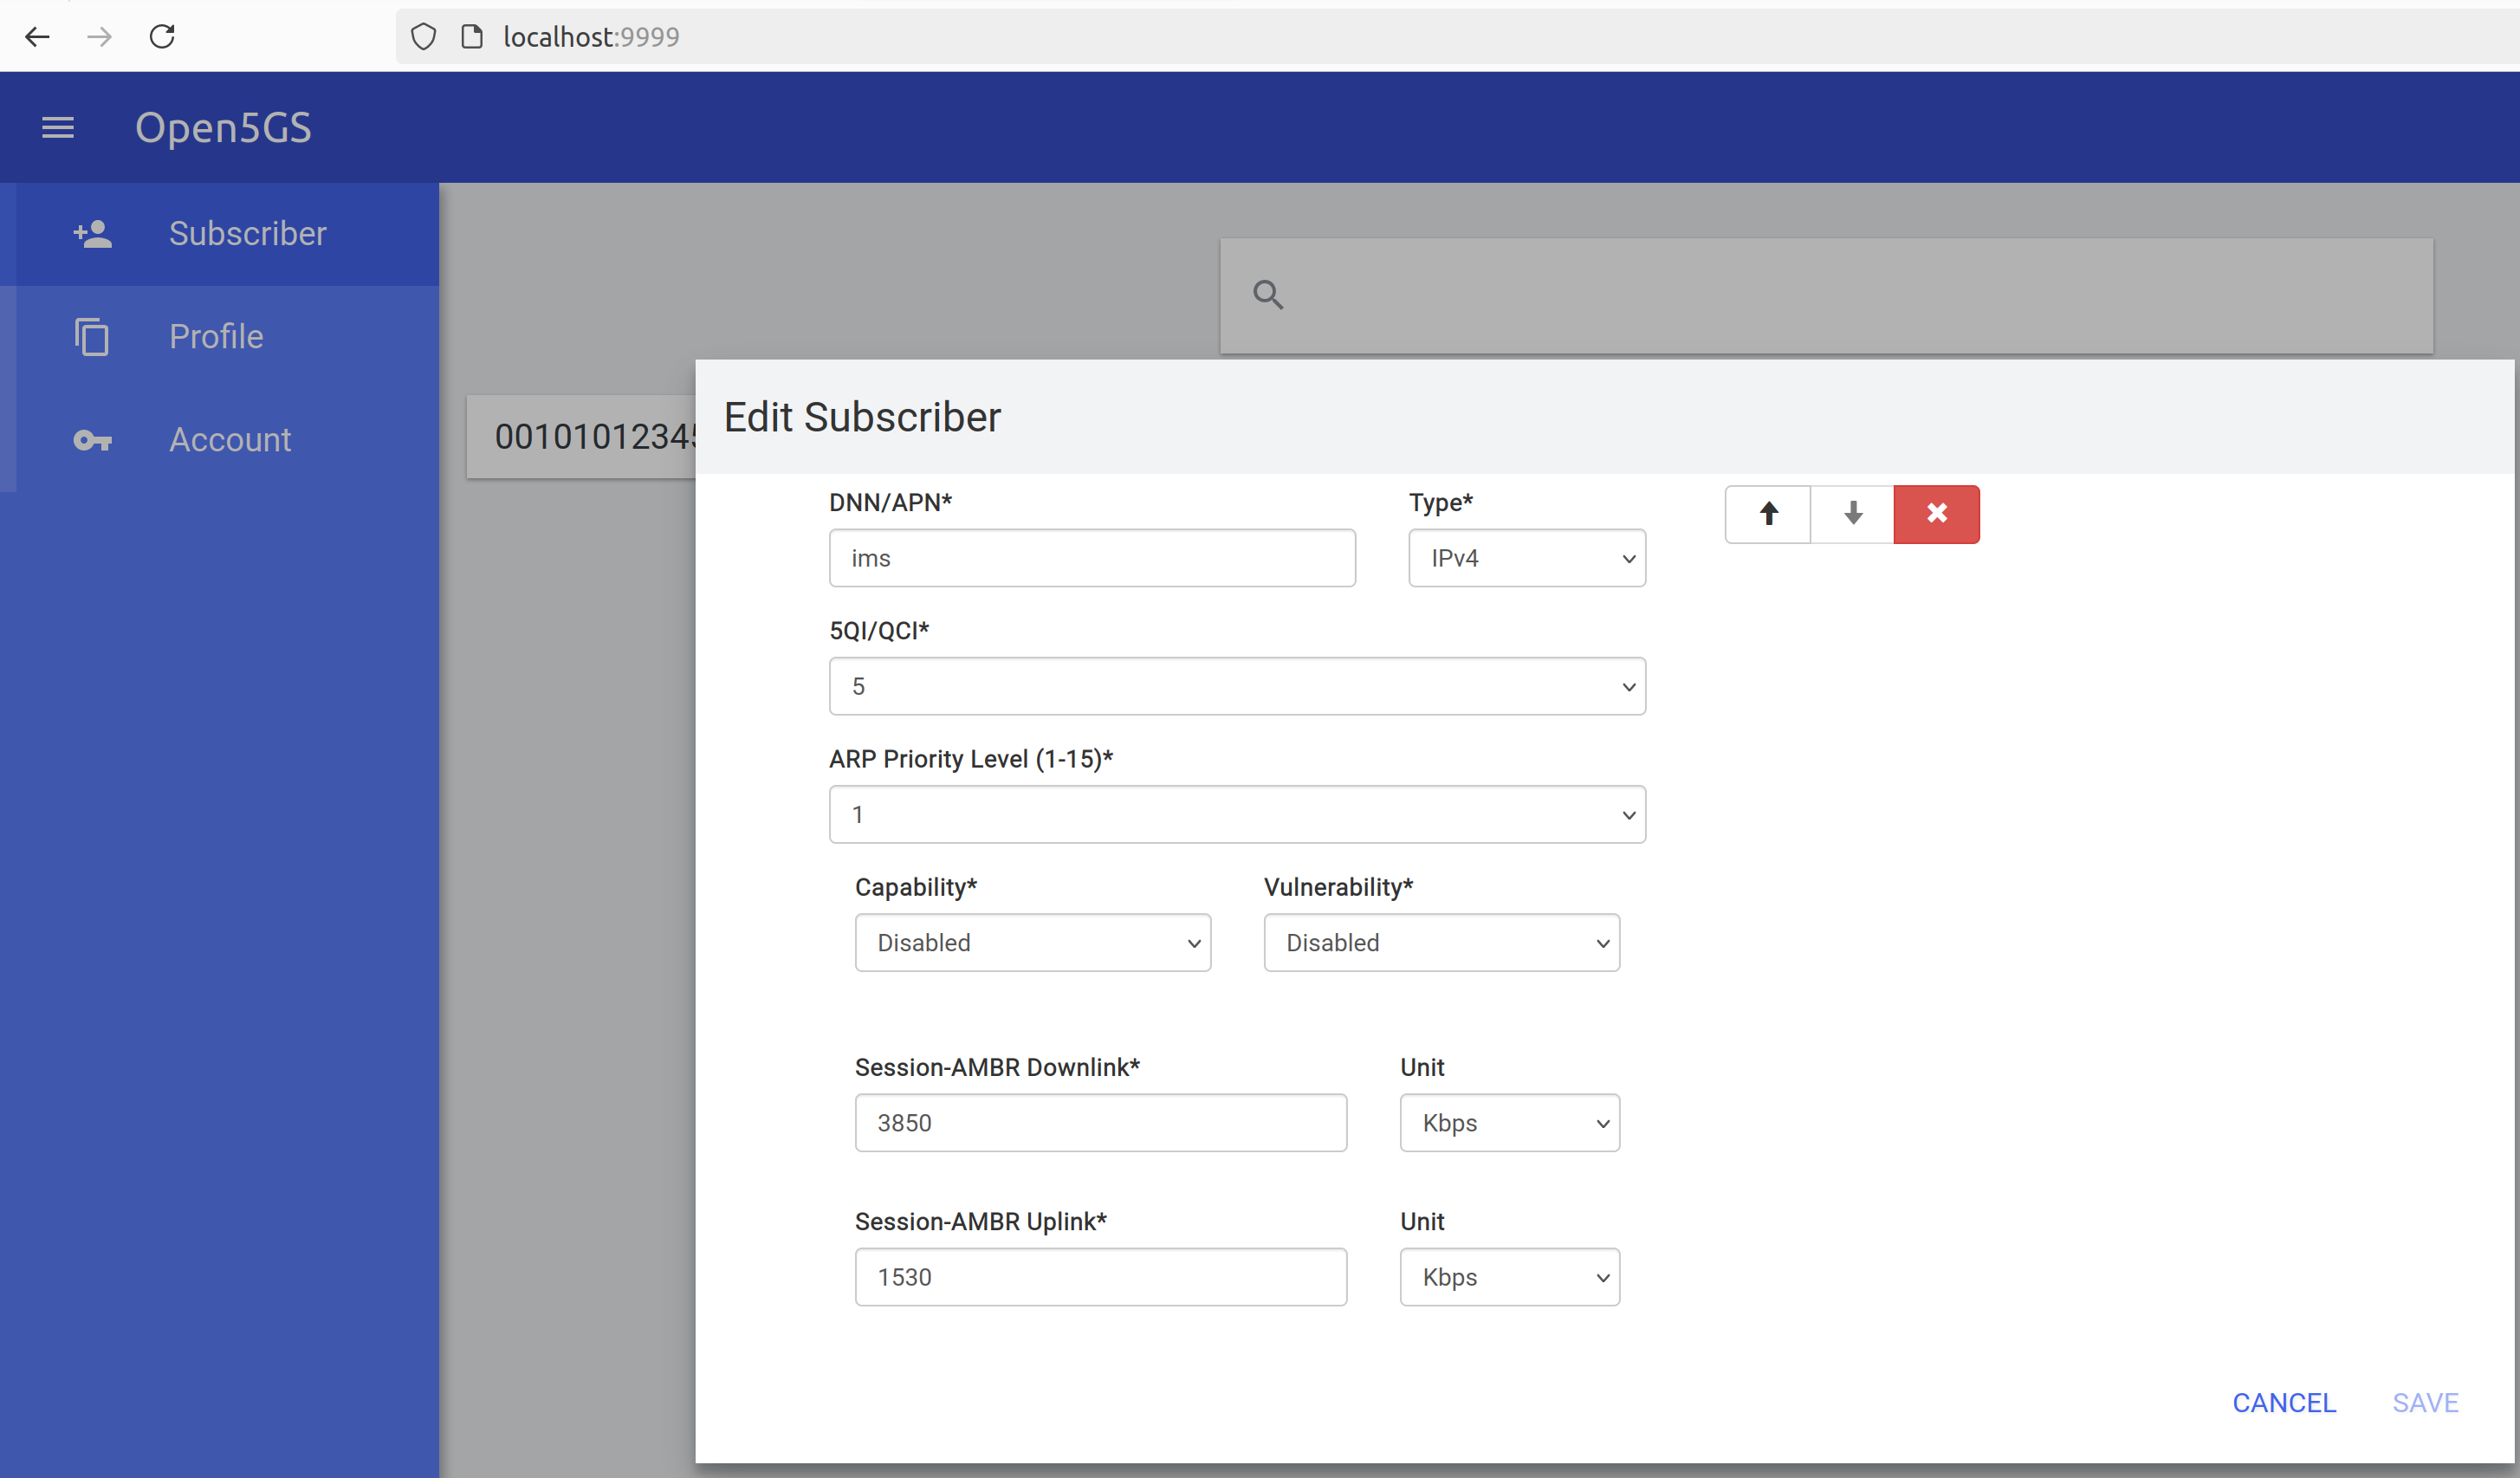 localhost:9999
Open5GS
Subscriber
Profile
Account
Edit Subscriber
DNN/APN* Type*
ims IPv4
5QI/QCI*
5
ARP Priority Level (1-15)*
1
Capability* Vulnerability*
Disabled Disabled
Session-AMBR Downlink* Unit
3850 Kbps
Session-AMBR Uplink* Unit
1530 Kbps
CANCEL SAVE